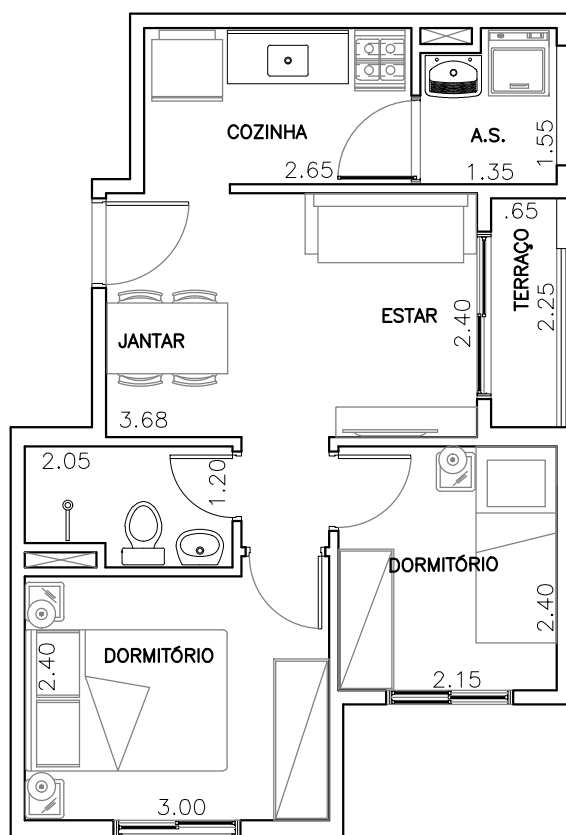 COZINHA
2.65
A.S.
1.35
1.55
.65
TERRAÇO
2.25
ESTAR
2.40
JANTAR
3.68
2.05
1.20
DORMITÓRIO
2.40
2.15
DORMITÓRIO
2.40
3.00